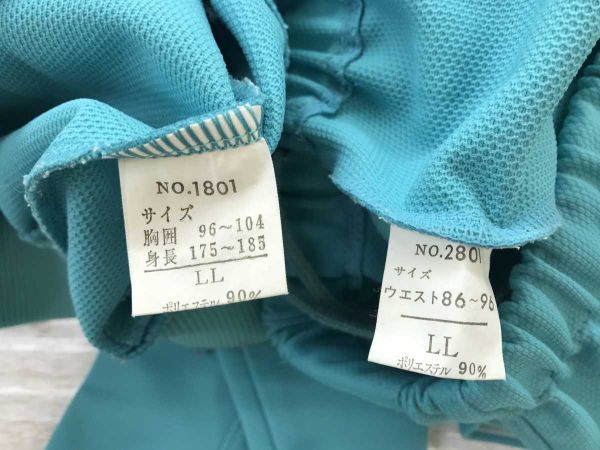 NO.1801
サイズ
胸囲 96～104
身長 175～185
LL
ポリエステル 90%
NO.2801
サイズ
ウエスト86～96
LL
ポリエステル 90%